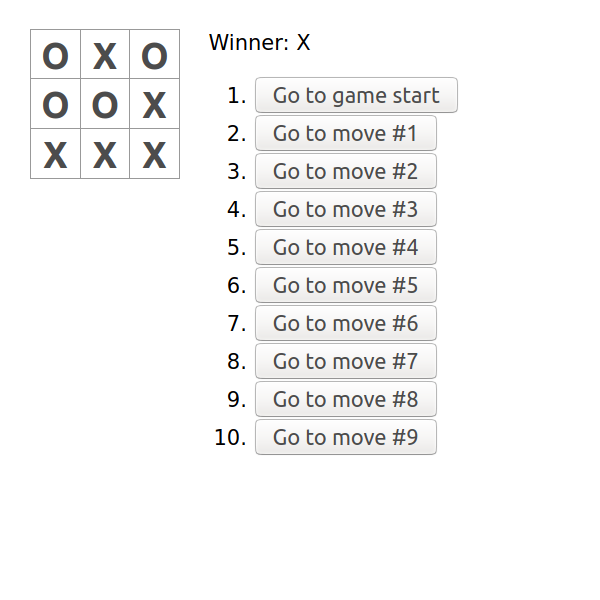 O X O
O O X
X X X
Winner: X
1. Go to game start
2. Go to move #1
3. Go to move #2
4. Go to move #3
5. Go to move #4
6. Go to move #5
7. Go to move #6
8. Go to move #7
9. Go to move #8
10. Go to move #9